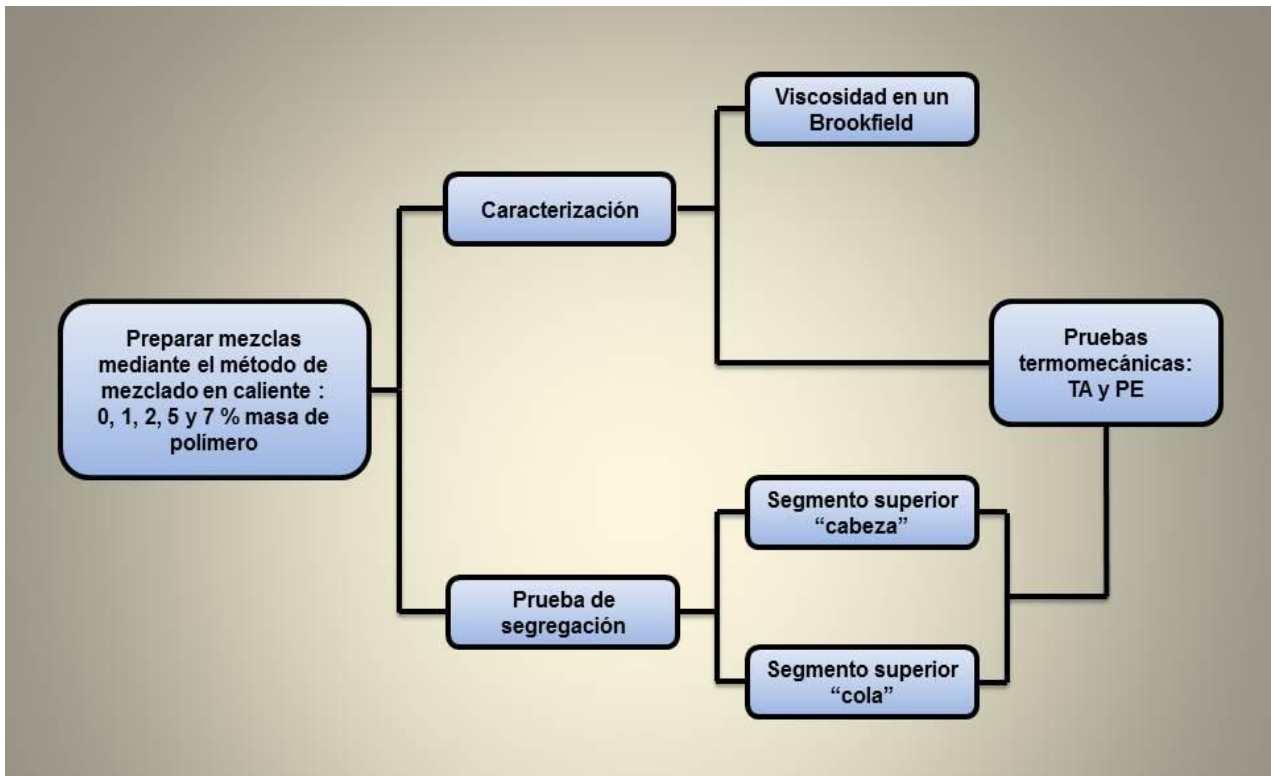 Viscosidad en un
Brookfield
Caracterización
Preparar mezclas
mediante el método de
mezclado en caliente :
0, 1, 2, 5 y 7 % masa de
polímero
Pruebas
termomecánicas:
TA y PE
Segmento superior
“cabeza”
Prueba de
segregación
Segmento superior
“cola”